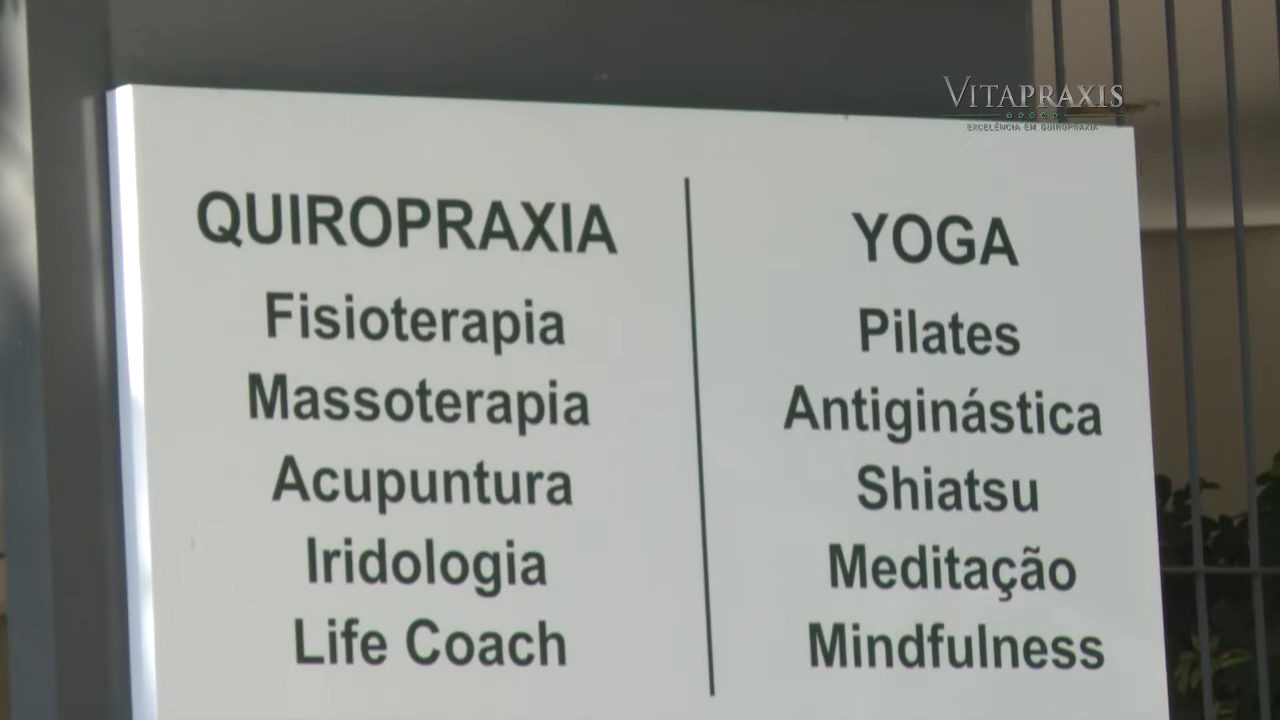 VITAPRAXIS
EXCELÊNCIA EM QUIROPRAXIA
QUIROPRAXIA
Fisioterapia
Massoterapia
Acupuntura
Iridologia
Life Coach
YOGA
Pilates
Antiginástica
Shiatsu
Meditação
Mindfulness